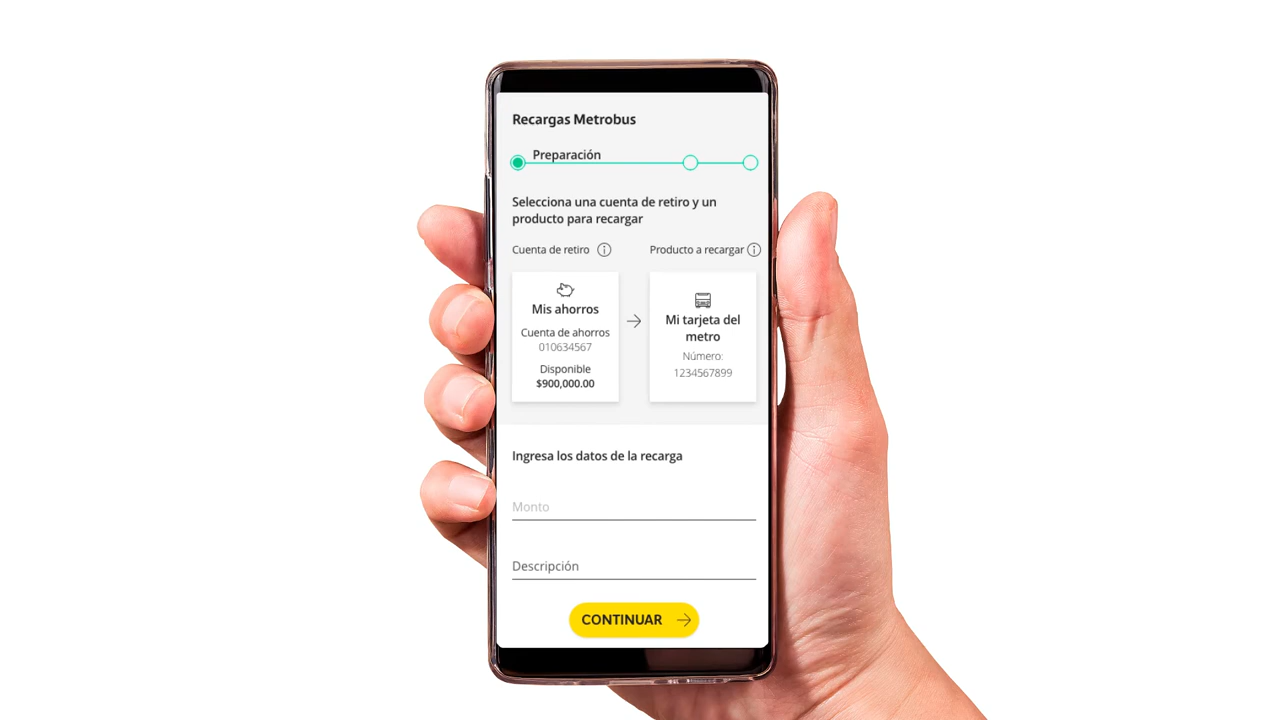 Recargas Metrobus
Preparación
Selecciona una cuenta de retiro y un
producto para recargar
Cuenta de retiro
Producto a recargar
Mis ahorros
Cuenta de ahorros
010634567
Disponible
$900,000.00
Mi tarjeta del
metro
Número:
1234567899
Ingresa los datos de la recarga
Monto
Descripción
CONTINUAR